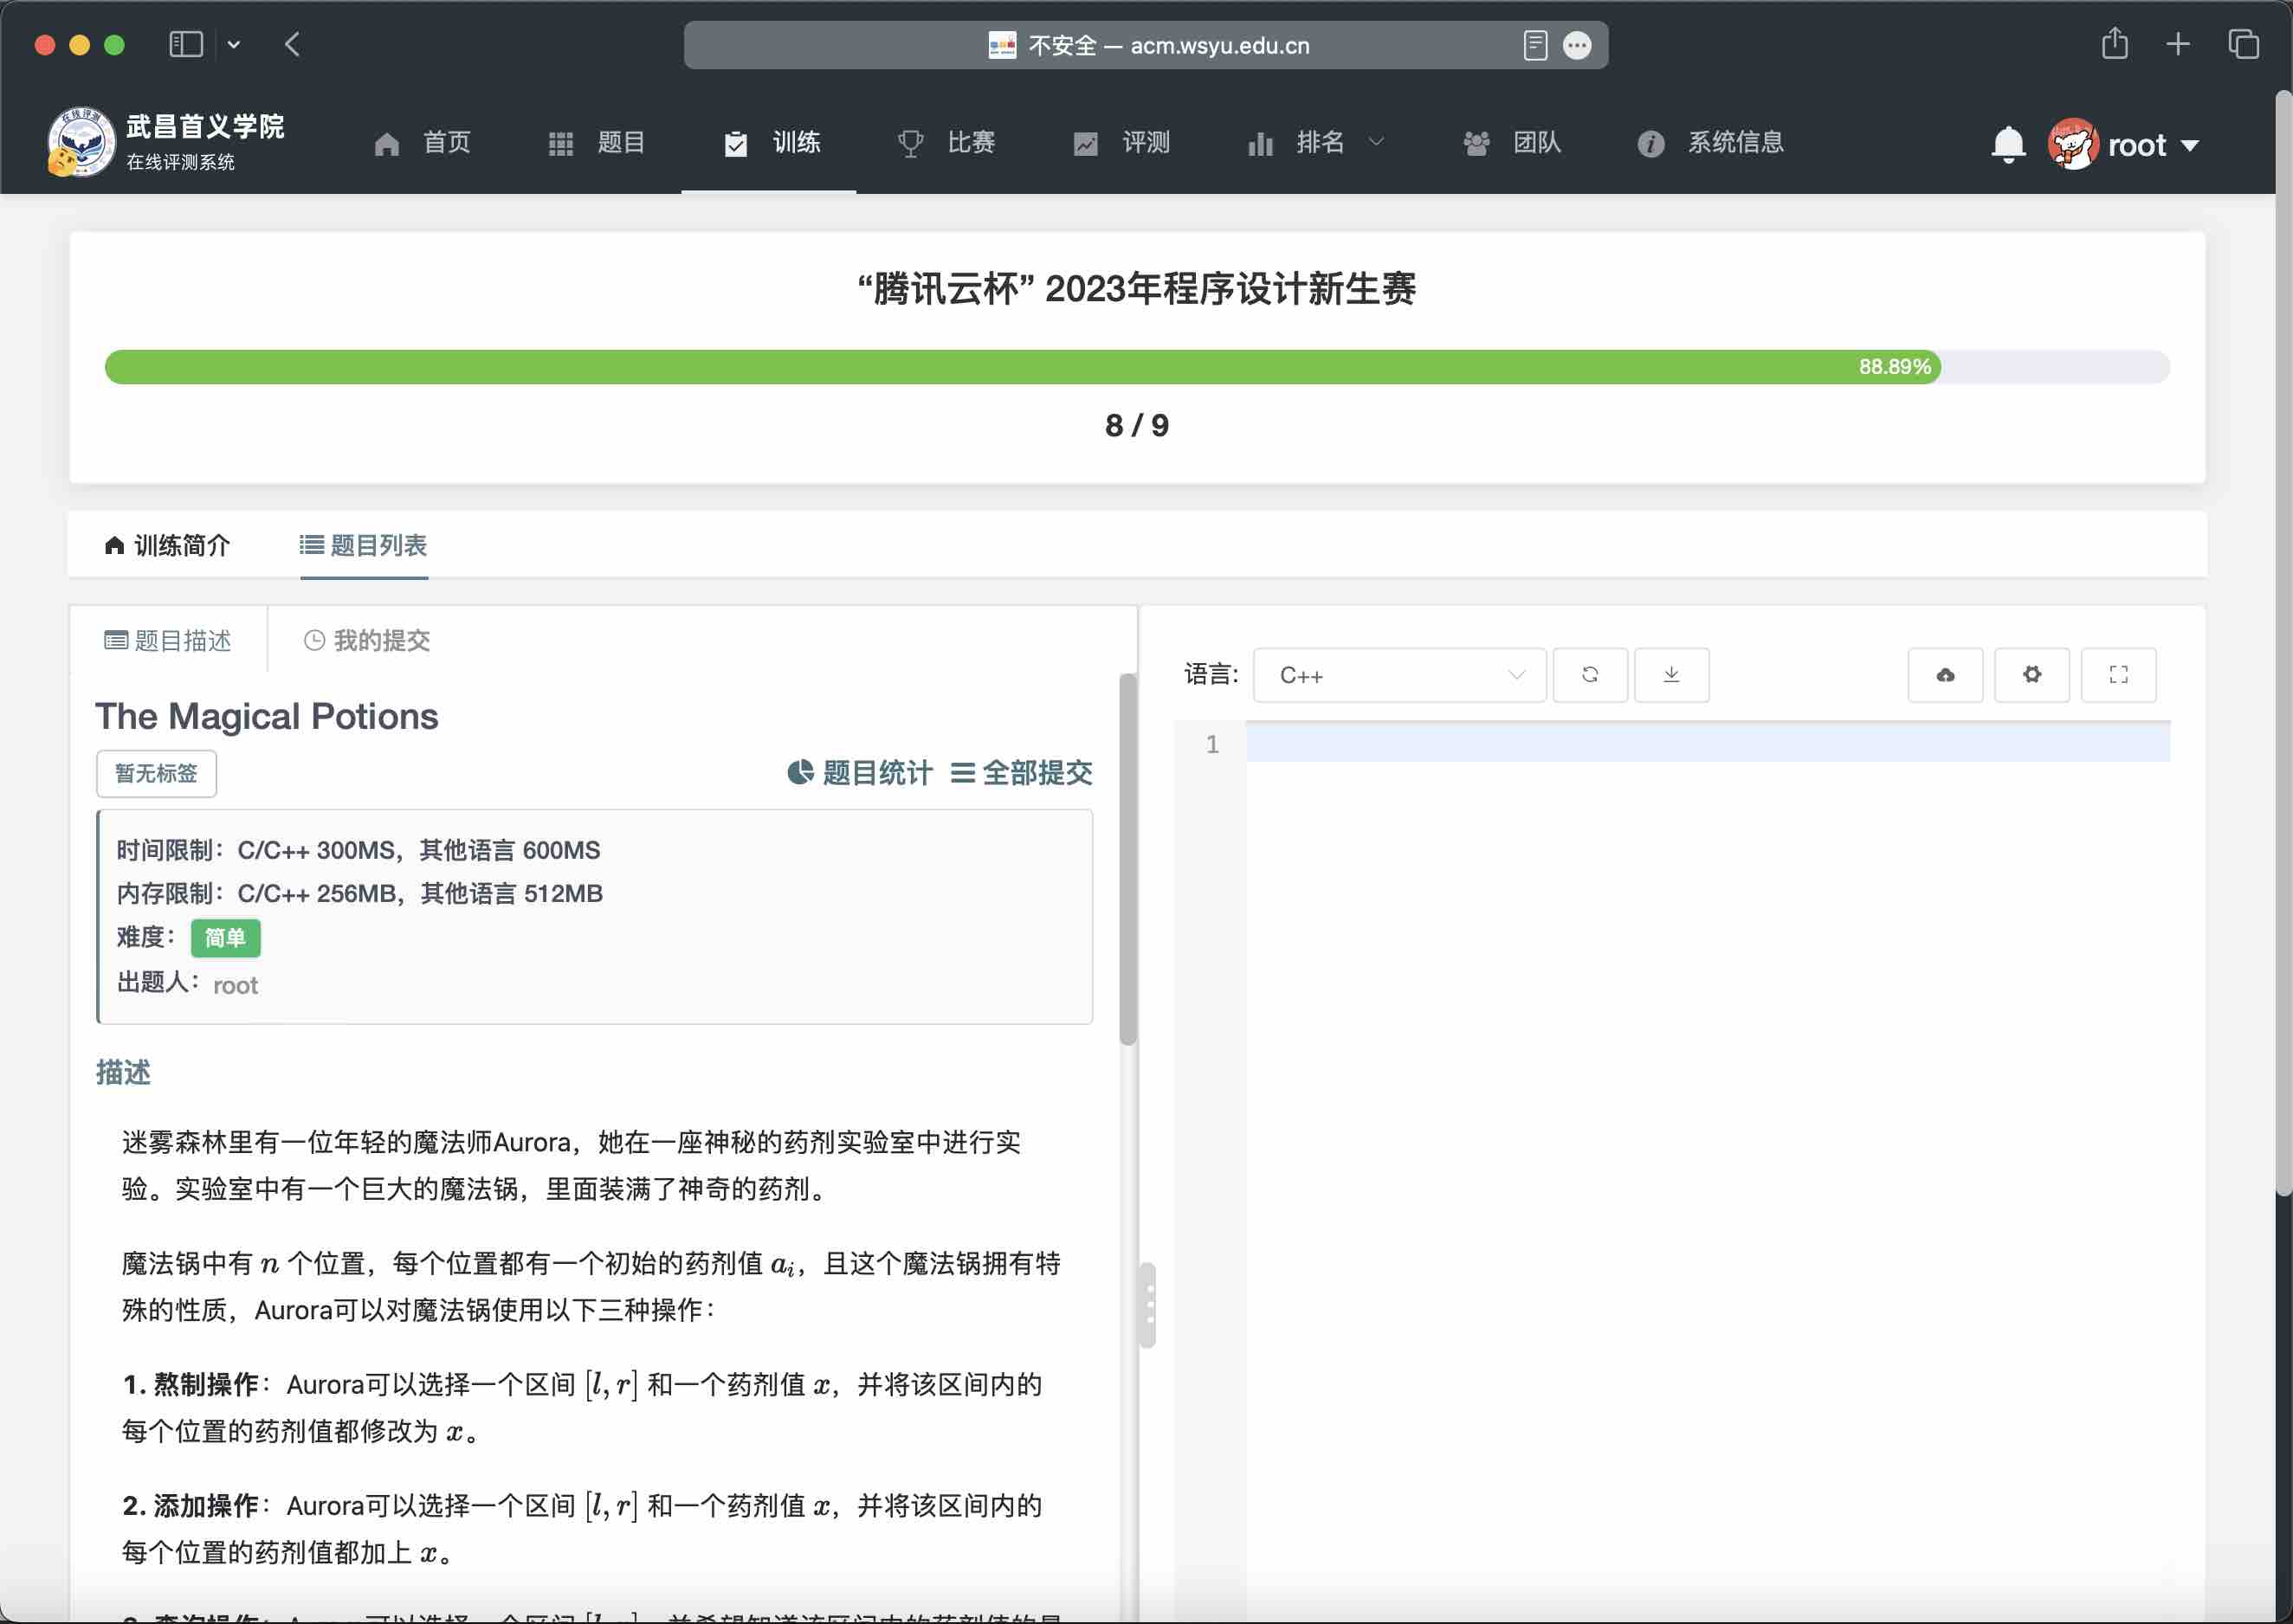 不安全 — acm.wsyu.edu.cn
武昌首义学院
在线评测系统
首页
题目
训练
比赛
评测
排名
团队
系统信息
root
“腾讯云杯” 2023年程序设计新生赛
88.89%
8 / 9
训练简介
题目列表
题目描述
我的提交
The Magical Potions
暂无标签
题目统计
全部提交
时间限制：C/C++ 300MS，其他语言 600MS
内存限制：C/C++ 256MB，其他语言 512MB
难度： 简单
出题人： root
描述
迷雾森林里有一位年轻的魔法师Aurora，她在一座神秘的药剂实验室中进行实
验。实验室中有一个巨大的魔法锅，里面装满了神奇的药剂。
魔法锅中有 n 个位置，每个位置都有一个初始的药剂值 aᵢ，且这个魔法锅拥有特
殊的性质，Aurora可以对魔法锅使用以下三种操作：
1. 熬制操作：Aurora可以选择一个区间 [l, r] 和一个药剂值 x，并将该区间内的
每个位置的药剂值都修改为 x。
2. 添加操作：Aurora可以选择一个区间 [l, r] 和一个药剂值 x，并将该区间内的
每个位置的药剂值都加上 x。
语言: C++
1